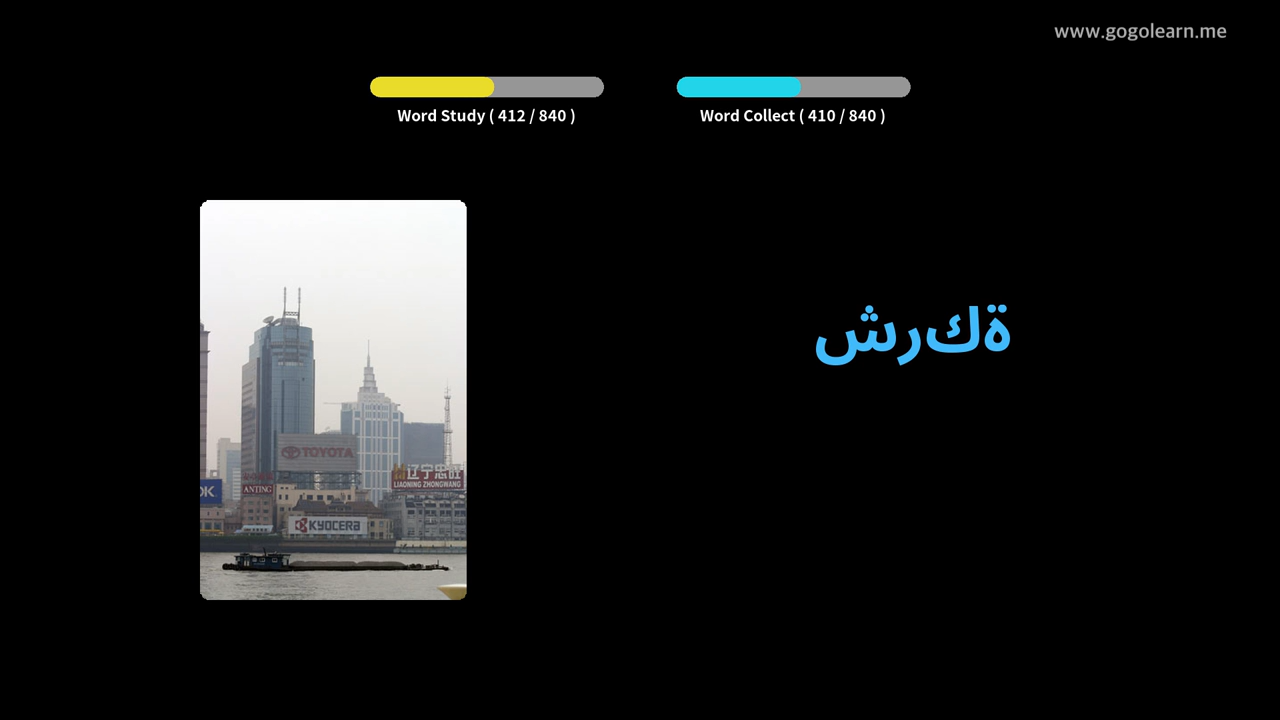 www.gogolearn.me
Word Study ( 412 / 840 )
Word Collect ( 410 / 840 )
شركة
TOYOTA
辽宁忠旺
LIAONING ZHONGWANG
OK
ANTING
KYOCERA